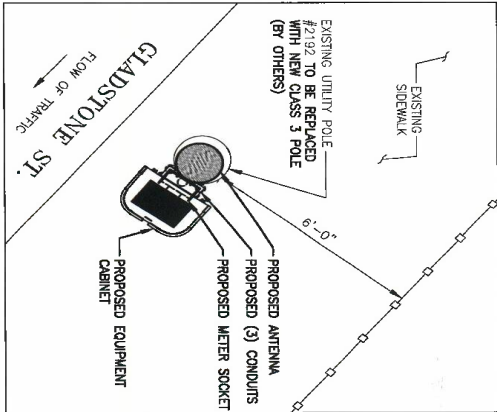 EXISTING UTILITY POLE
#2192 TO BE REPLACED
WITH NEW CLASS 3 POLE
(BY OTHERS)
EXISTING
SIDEWALK
GLADSTONE ST.
FLOW OF TRAFFIC
6'-0"
PROPOSED ANTENNA
PROPOSED (3) CONDUITS
PROPOSED METER SOCKET
PROPOSED EQUIPMENT
CABINET